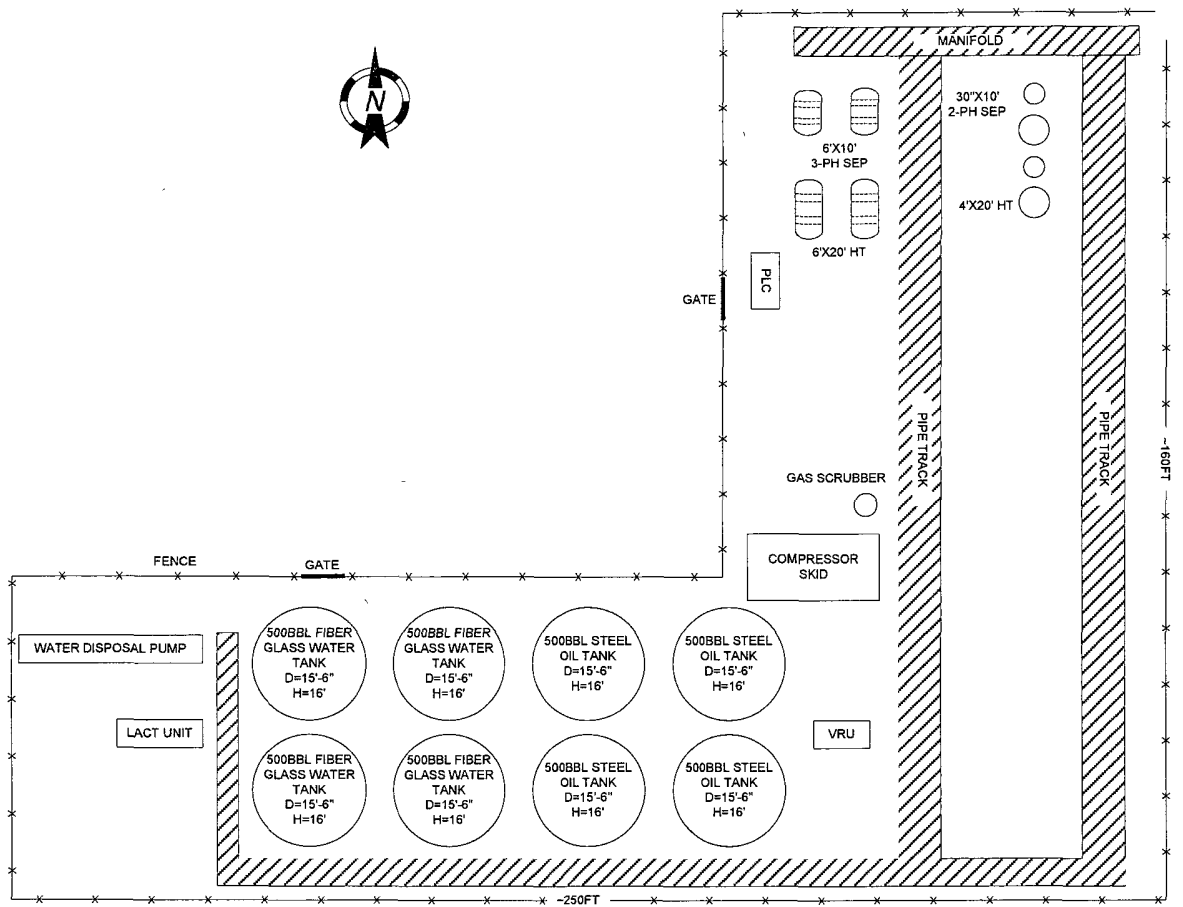 MANIFOLD
N
30"X10'
2-PH SEP
6'X10'
3-PH SEP
4'X20' HT
6'X20' HT
PLC
GATE
PIPE TRACK
PIPE TRACK
~160FT
GAS SCRUBBER
COMPRESSOR
SKID
FENCE
GATE
WATER DISPOSAL PUMP
500BBL FIBER
GLASS WATER
TANK
D=15'-6"
H=16'
500BBL FIBER
GLASS WATER
TANK
D=15'-6"
H=16'
500BBL STEEL
OIL TANK
D=15'-6"
H=16'
500BBL STEEL
OIL TANK
D=15'-6"
H=16'
LACT UNIT
VRU
500BBL FIBER
GLASS WATER
TANK
D=15'-6"
H=16'
500BBL FIBER
GLASS WATER
TANK
D=15'-6"
H=16'
500BBL STEEL
OIL TANK
D=15'-6"
H=16'
500BBL STEEL
OIL TANK
D=15'-6"
H=16'
~250FT